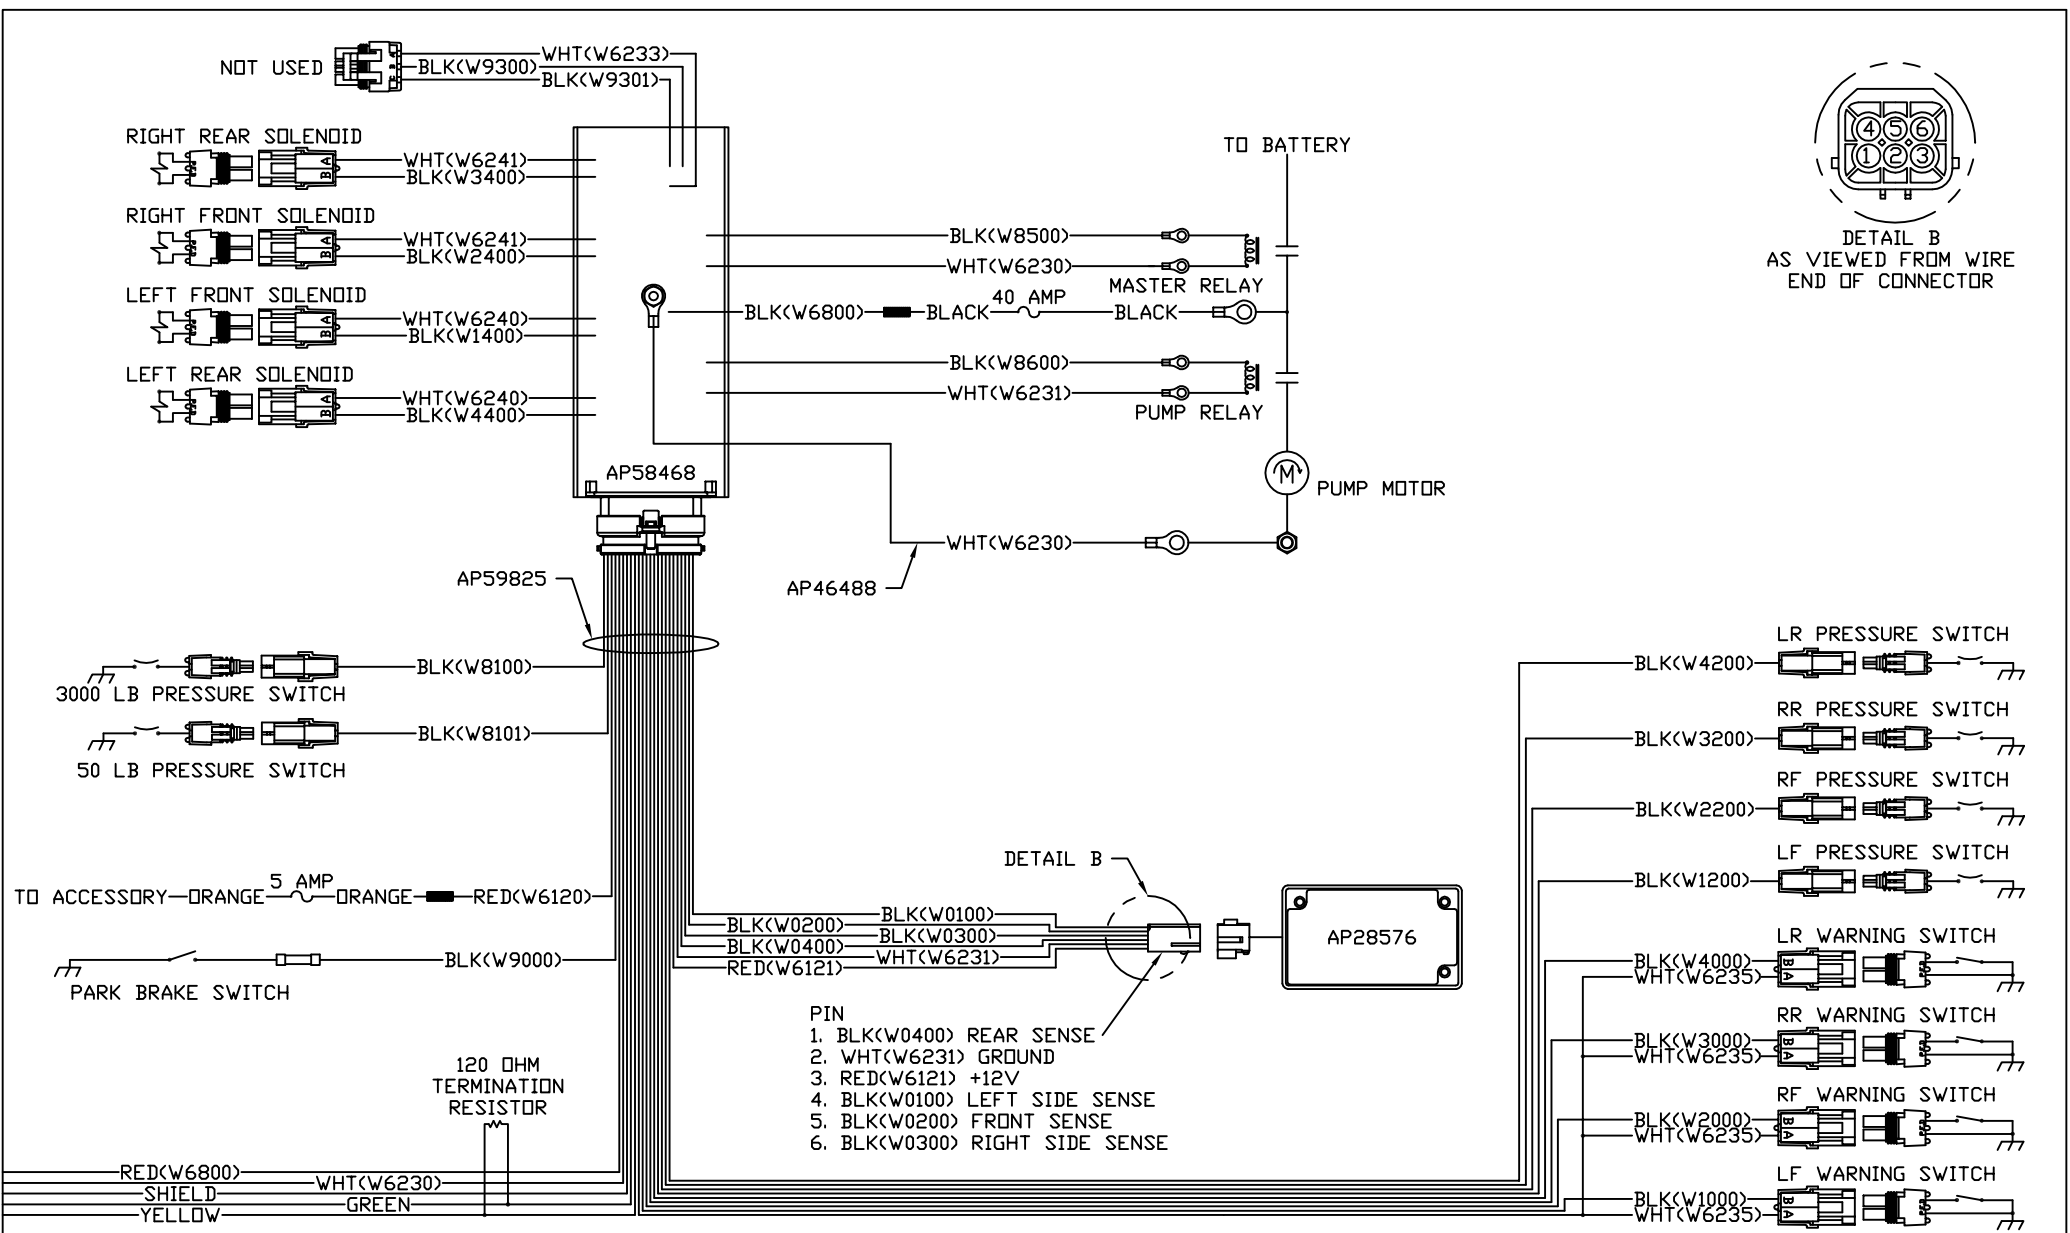 NOT USED
WHT(W6233)
BLK(W9300)
BLK(W9301)
RIGHT REAR SOLENOID
A
B
WHT(W6241)
BLK(W3400)
RIGHT FRONT SOLENOID
A
B
WHT(W6241)
BLK(W2400)
LEFT FRONT SOLENOID
A
B
WHT(W6240)
BLK(W1400)
LEFT REAR SOLENOID
A
B
WHT(W6240)
BLK(W4400)
AP58468
TO BATTERY
BLK(W8500)
WHT(W6230)
MASTER RELAY
BLK(W6800)
BLACK
40 AMP
BLACK
BLK(W8600)
WHT(W6231)
PUMP RELAY
M
PUMP MOTOR
WHT(W6230)
AP46488
4 5 6
1 2 3
DETAIL B
AS VIEWED FROM WIRE
END OF CONNECTOR
AP59825
BLK(W8100)
3000 LB PRESSURE SWITCH
BLK(W8101)
50 LB PRESSURE SWITCH
TO ACCESSORY
ORANGE
5 AMP
ORANGE
RED(W6120)
BLK(W9000)
PARK BRAKE SWITCH
120 OHM
TERMINATION
RESISTOR
RED(W6800)
WHT(W6230)
SHIELD
GREEN
YELLOW
DETAIL B
BLK(W0100)
BLK(W0200)
BLK(W0300)
BLK(W0400)
WHT(W6231)
RED(W6121)
AP28576
PIN
1. BLK(W0400) REAR SENSE
2. WHT(W6231) GROUND
3. RED(W6121) +12V
4. BLK(W0100) LEFT SIDE SENSE
5. BLK(W0200) FRONT SENSE
6. BLK(W0300) RIGHT SIDE SENSE
LR PRESSURE SWITCH
BLK(W4200)
RR PRESSURE SWITCH
BLK(W3200)
RF PRESSURE SWITCH
BLK(W2200)
LF PRESSURE SWITCH
BLK(W1200)
LR WARNING SWITCH
BLK(W4000)
WHT(W6235)
B
A
RR WARNING SWITCH
BLK(W3000)
WHT(W6235)
B
A
RF WARNING SWITCH
BLK(W2000)
WHT(W6235)
B
A
LF WARNING SWITCH
BLK(W1000)
WHT(W6235)
B
A